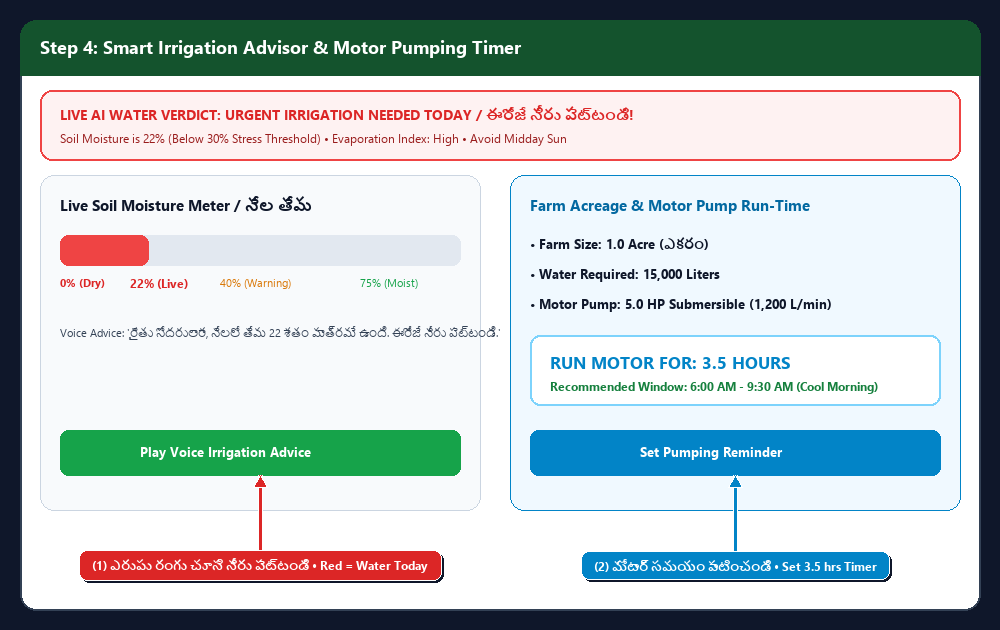 Step 4: Smart Irrigation Advisor & Motor Pumping Timer
LIVE AI WATER VERDICT: URGENT IRRIGATION NEEDED TODAY / ఈరోజే నీరు పెట్టండి!
Soil Moisture is 22% (Below 30% Stress Threshold) • Evaporation Index: High • Avoid Midday Sun
Live Soil Moisture Meter / నేల తేమ
0% (Dry)
22% (Live)
40% (Warning)
75% (Moist)
Voice Advice: 'రైతు సోదరులారా, నేలలో తేమ 22 శాతం మాత్రమే ఉంది. ఈరోజే నీరు పెట్టండి.'
Play Voice Irrigation Advice
Farm Acreage & Motor Pump Run-Time
• Farm Size: 1.0 Acre (ఎకరం)
• Water Required: 15,000 Liters
• Motor Pump: 5.0 HP Submersible (1,200 L/min)
RUN MOTOR FOR: 3.5 HOURS
Recommended Window: 6:00 AM - 9:30 AM (Cool Morning)
Set Pumping Reminder
(1) ఎరుపు రంగు చూసి నీరు పెట్టండి • Red = Water Today
(2) మోటార్ సమయం పాటించండి • Set 3.5 hrs Timer